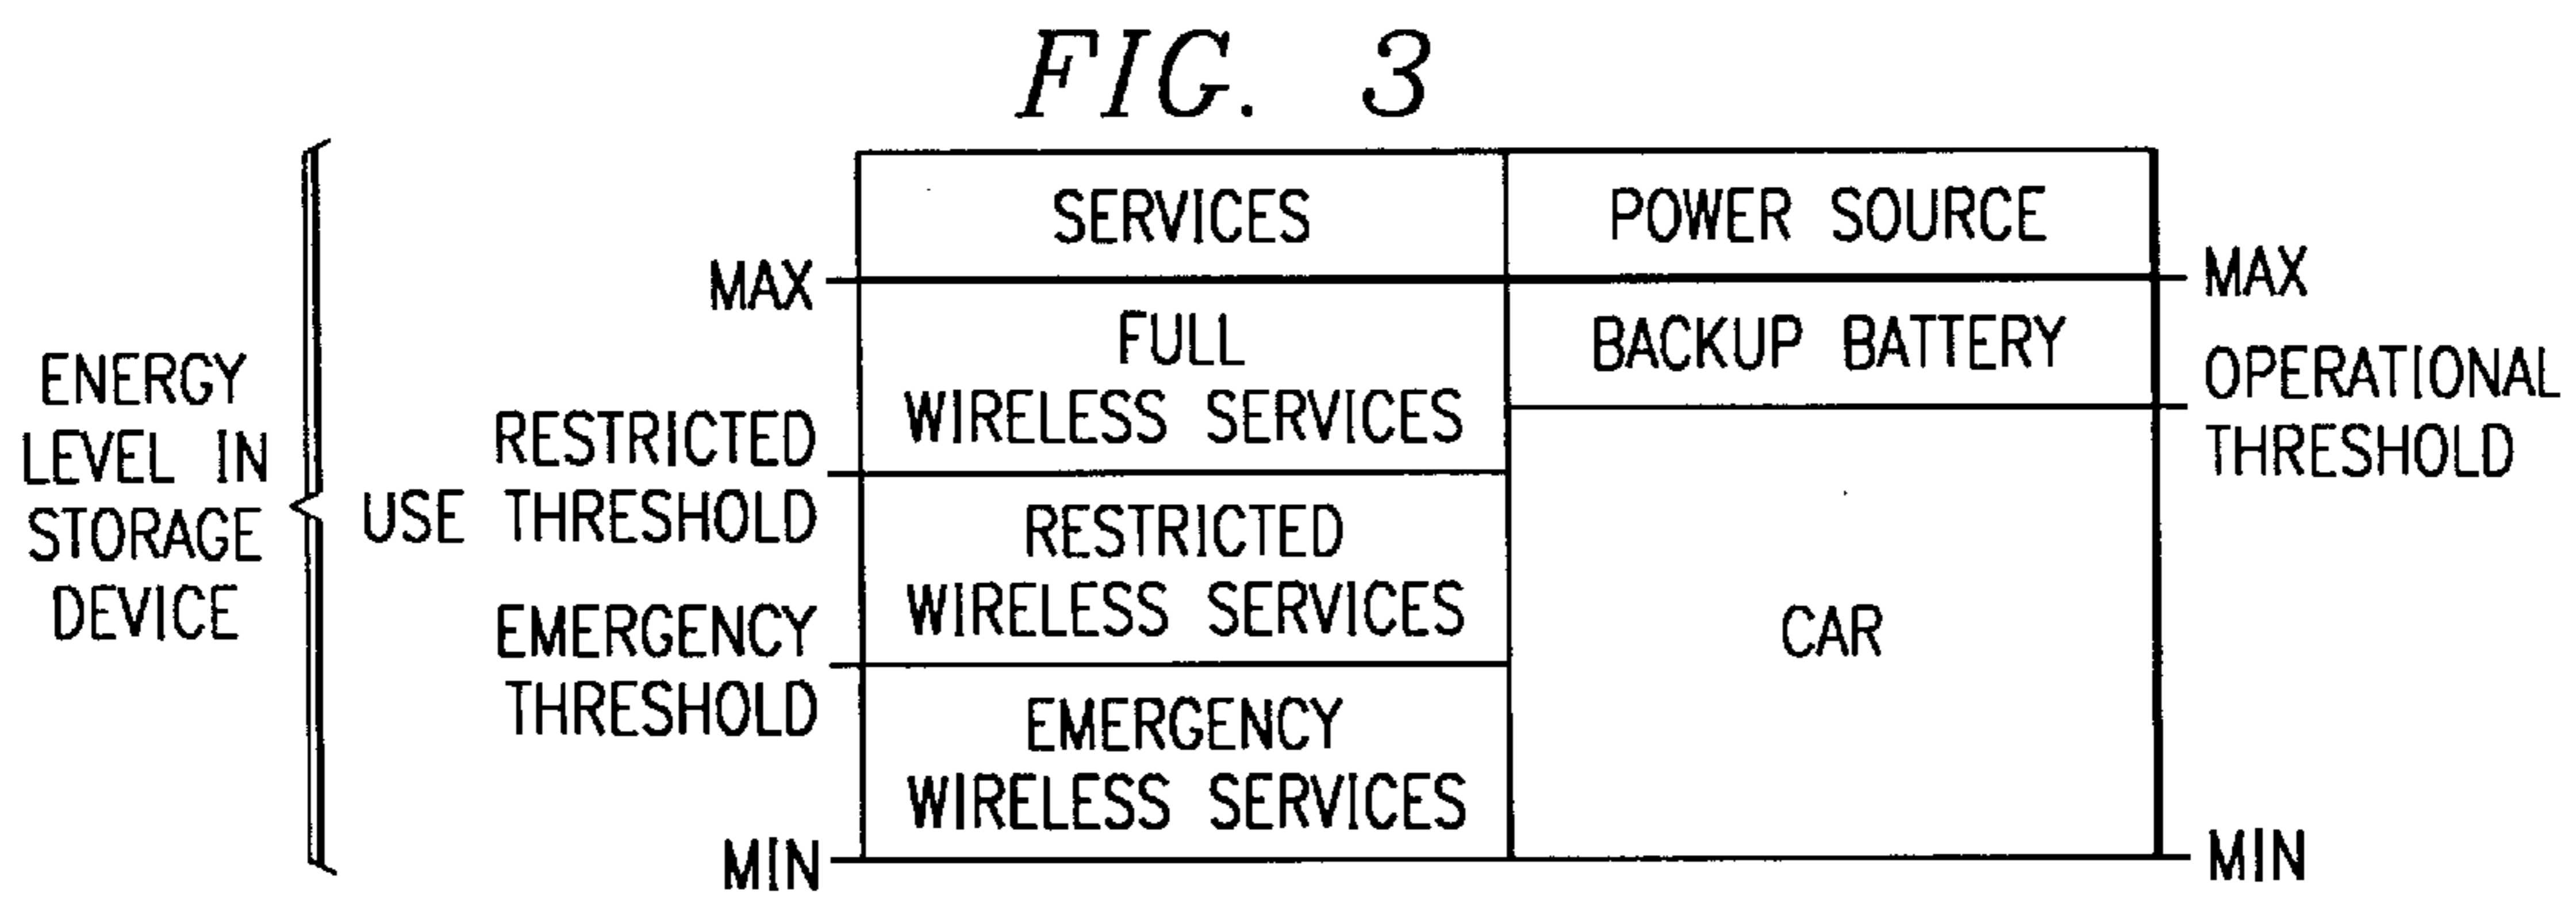 FIG. 3
SERVICES
POWER SOURCE
MAX
MAX
FULL
WIRELESS SERVICES
BACKUP BATTERY
OPERATIONAL
THRESHOLD
ENERGY
LEVEL IN
STORAGE
DEVICE
RESTRICTED
USE THRESHOLD
RESTRICTED
WIRELESS SERVICES
CAR
EMERGENCY
THRESHOLD
EMERGENCY
WIRELESS SERVICES
MIN
MIN